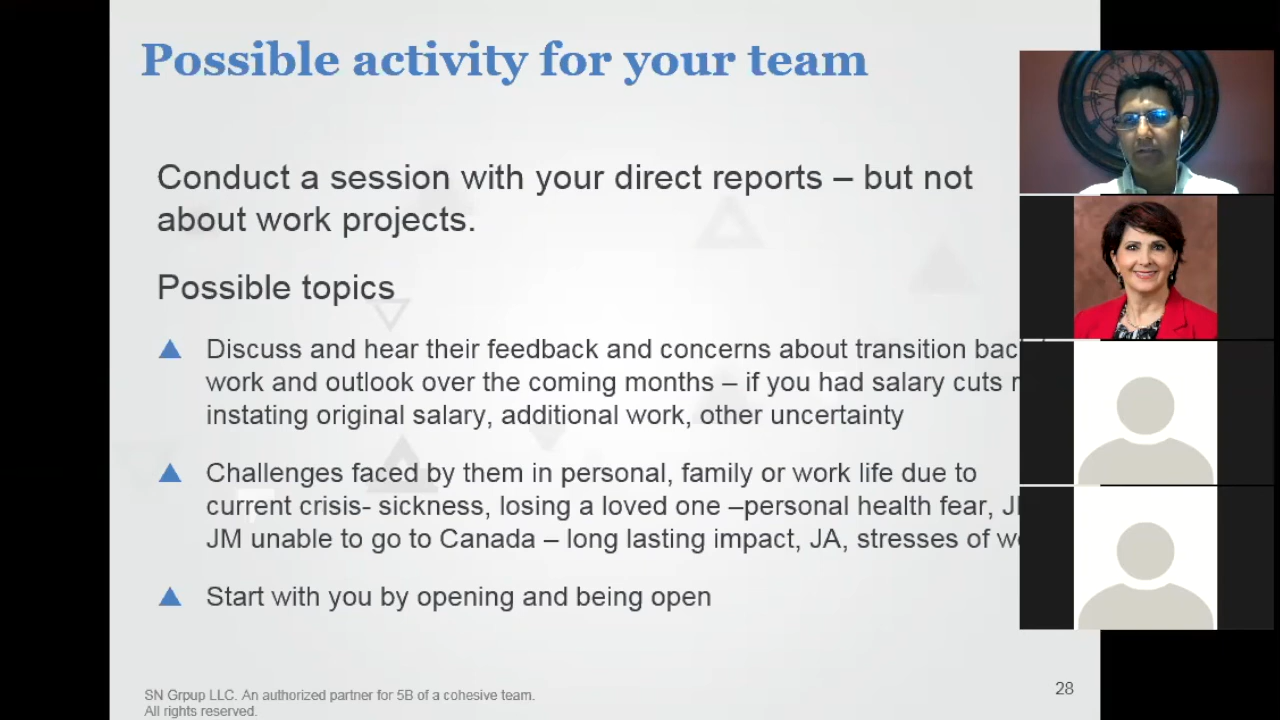 Possible activity for your team
Conduct a session with your direct reports – but not
about work projects.
Possible topics
Discuss and hear their feedback and concerns about transition
work and outlook over the coming months – if you had salary cuts
instating original salary, additional work, other uncertainty
Challenges faced by them in personal, family or work life due to
current crisis- sickness, losing a loved one –personal health fear,
JM unable to go to Canada – long lasting impact, JA, stresses of
Start with you by opening and being open
SN Grpup LLC. An authorized partner for 5B of a cohesive team.
All rights reserved.
28